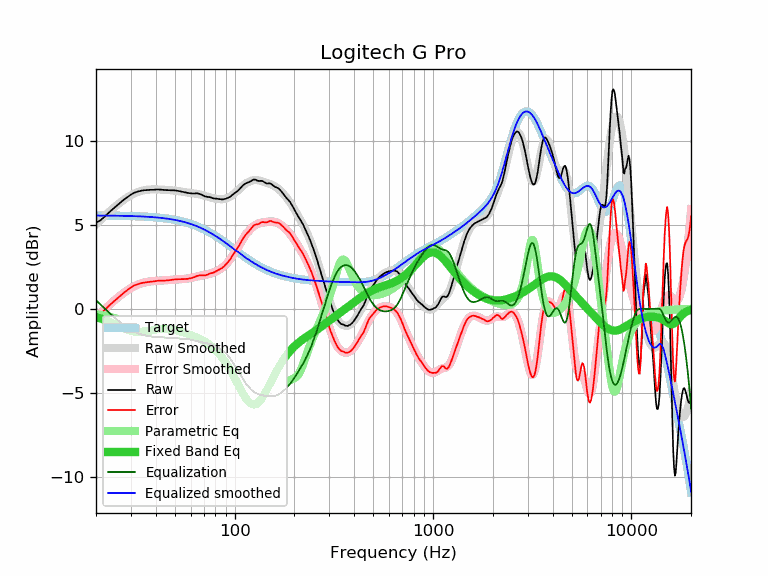 Logitech G Pro
Amplitude (dBr)
10
5
0
−5
−10
Target
Raw Smoothed
Error Smoothed
Raw
Error
Parametric Eq
Fixed Band Eq
Equalization
Equalized smoothed
100
1000
10000
Frequency (Hz)